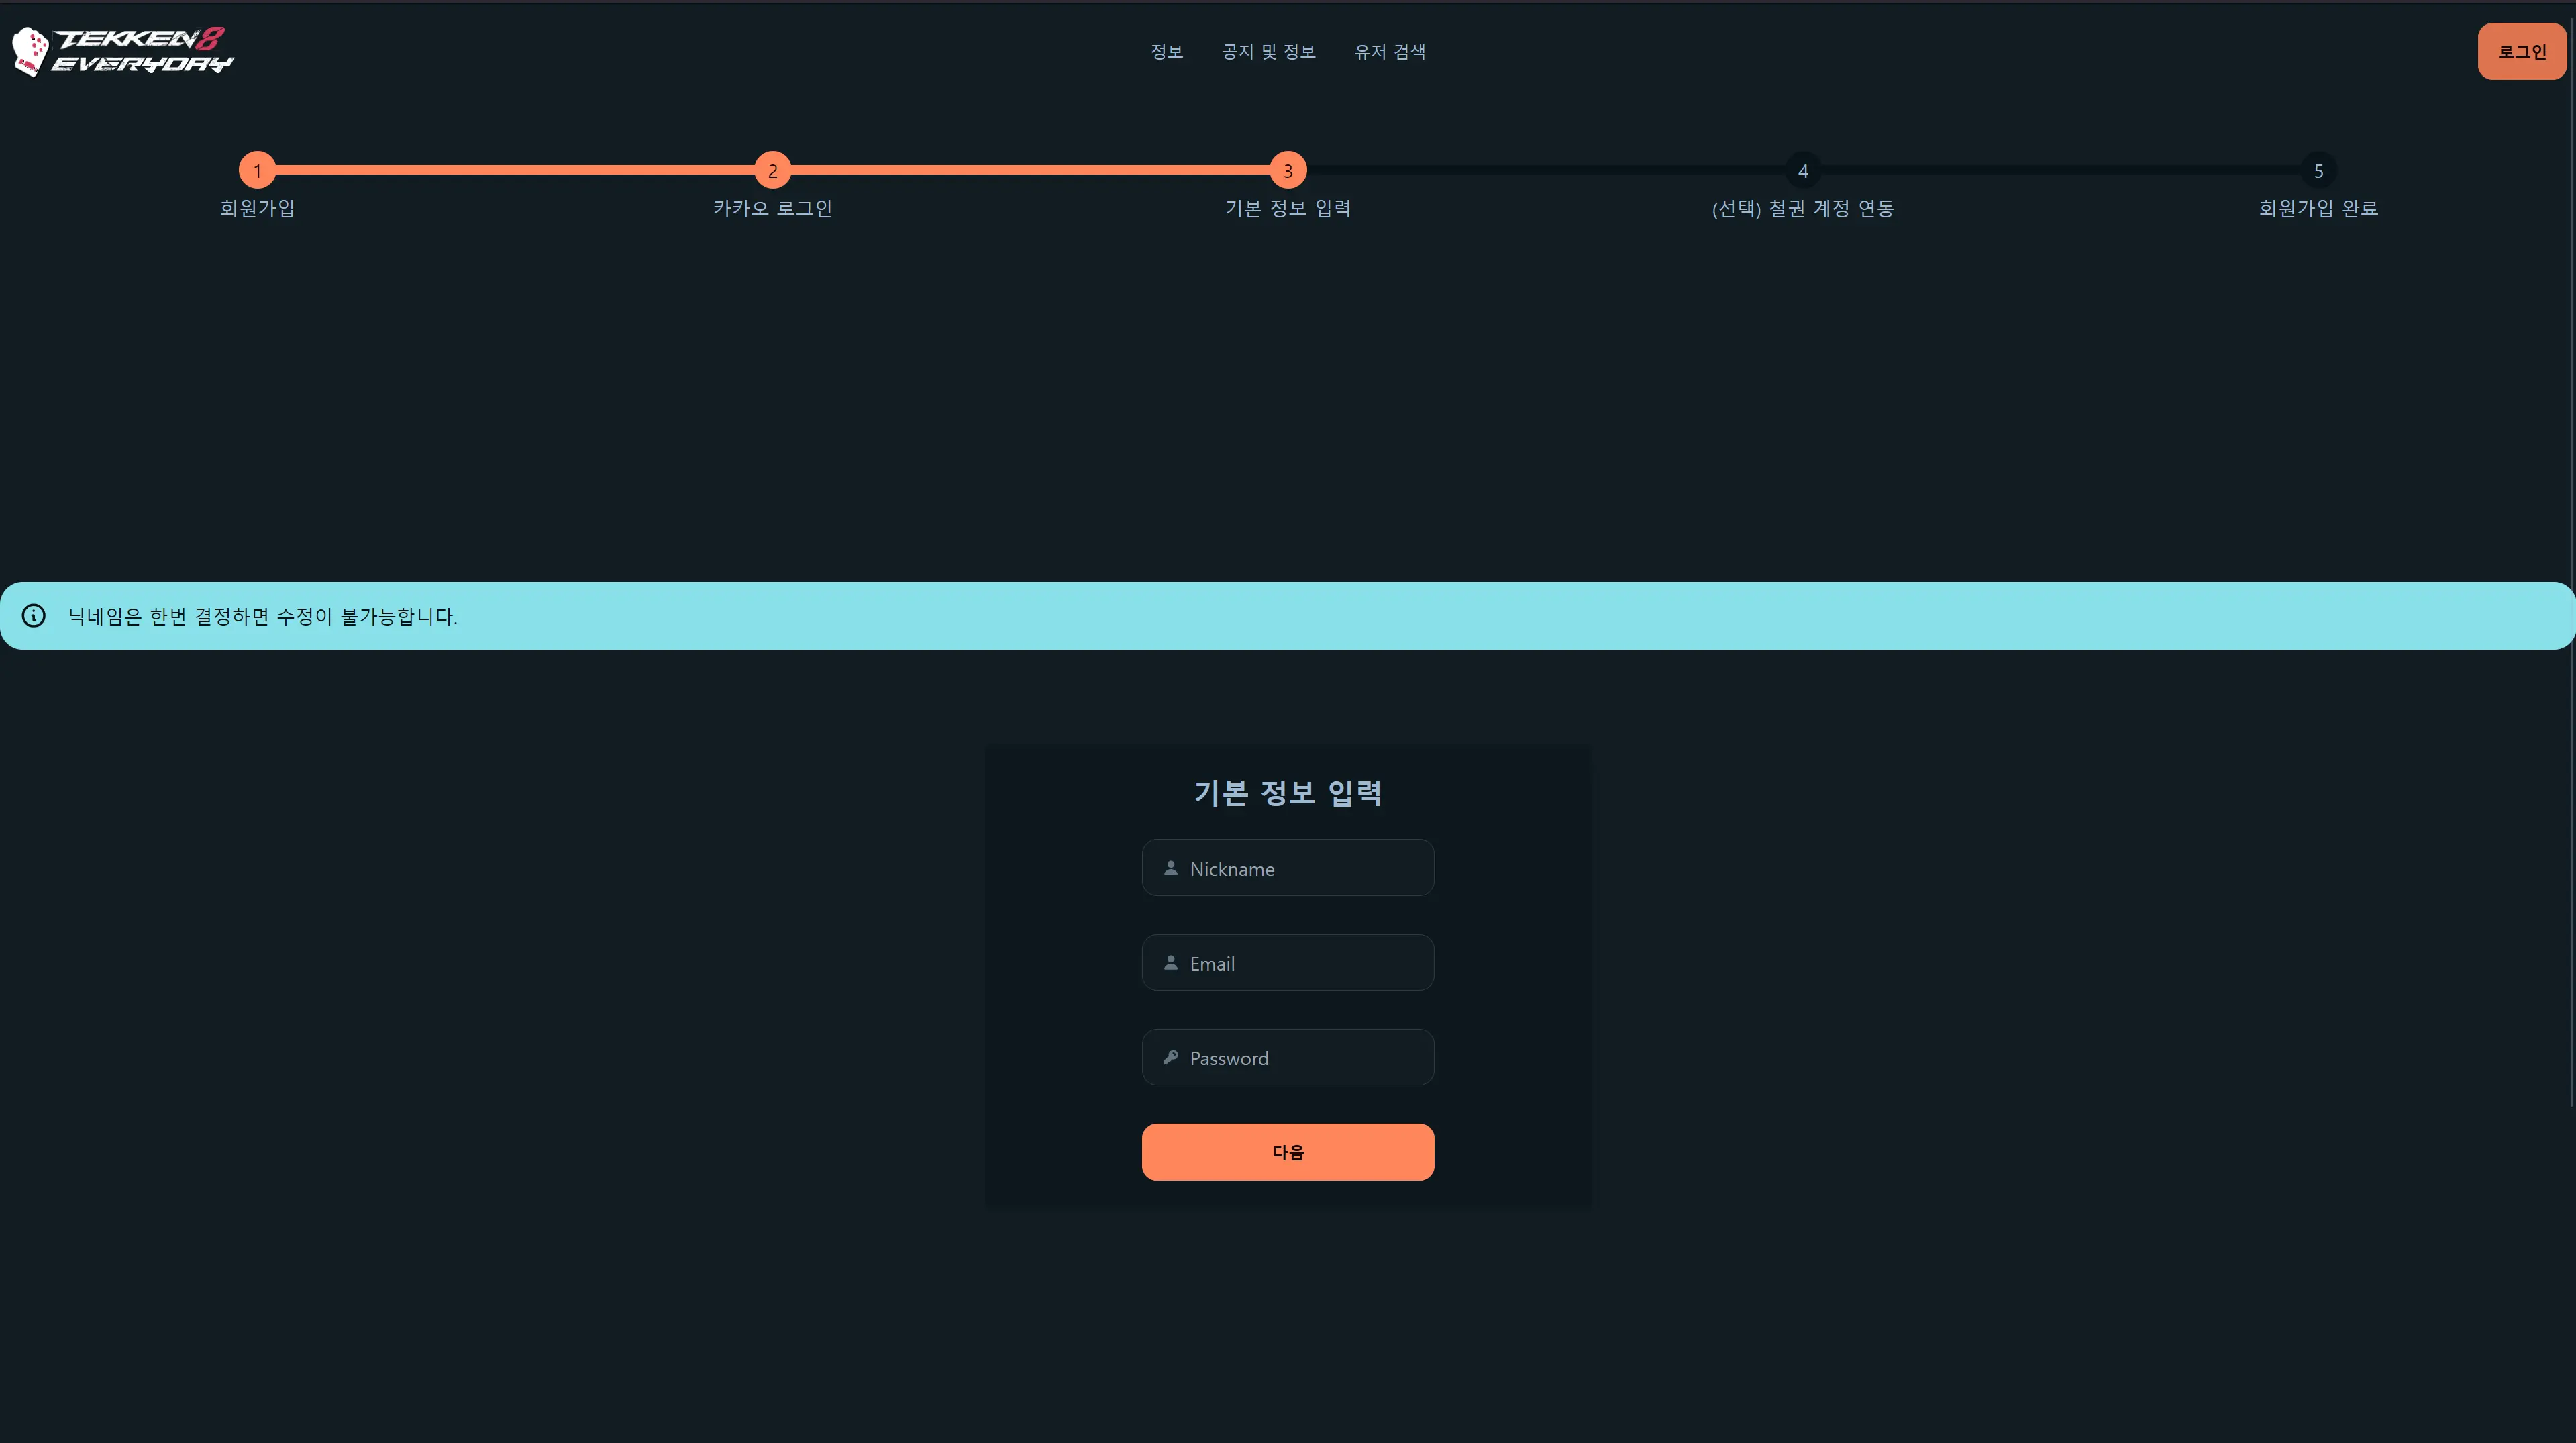 TEKKEN8
EVERYDAY
정보 공지 및 정보 유저 검색
로그인
1 2 3 4 5
회원가입 카카오 로그인 기본 정보 입력 (선택) 철권 계정 연동 회원가입 완료
닉네임은 한번 결정하면 수정이 불가능합니다.
기본 정보 입력
Nickname
Email
Password
다음